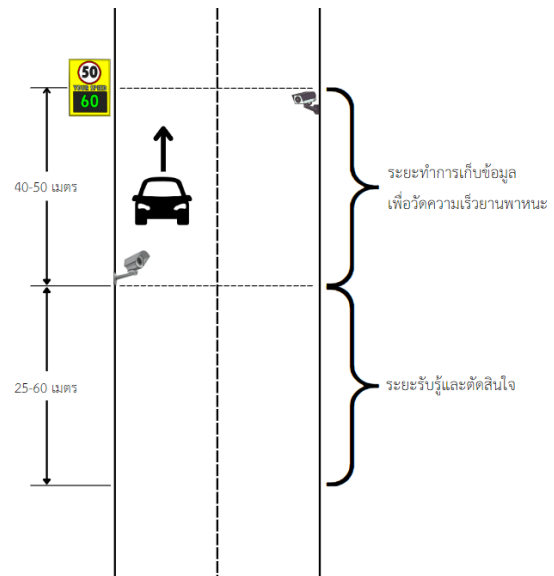 50
YOUR SPEED
60
40-50 เมตร
ระยะทำการเก็บข้อมูล
เพื่อวัดความเร็วยานพาหนะ
25-60 เมตร
ระยะรับรู้และตัดสินใจ